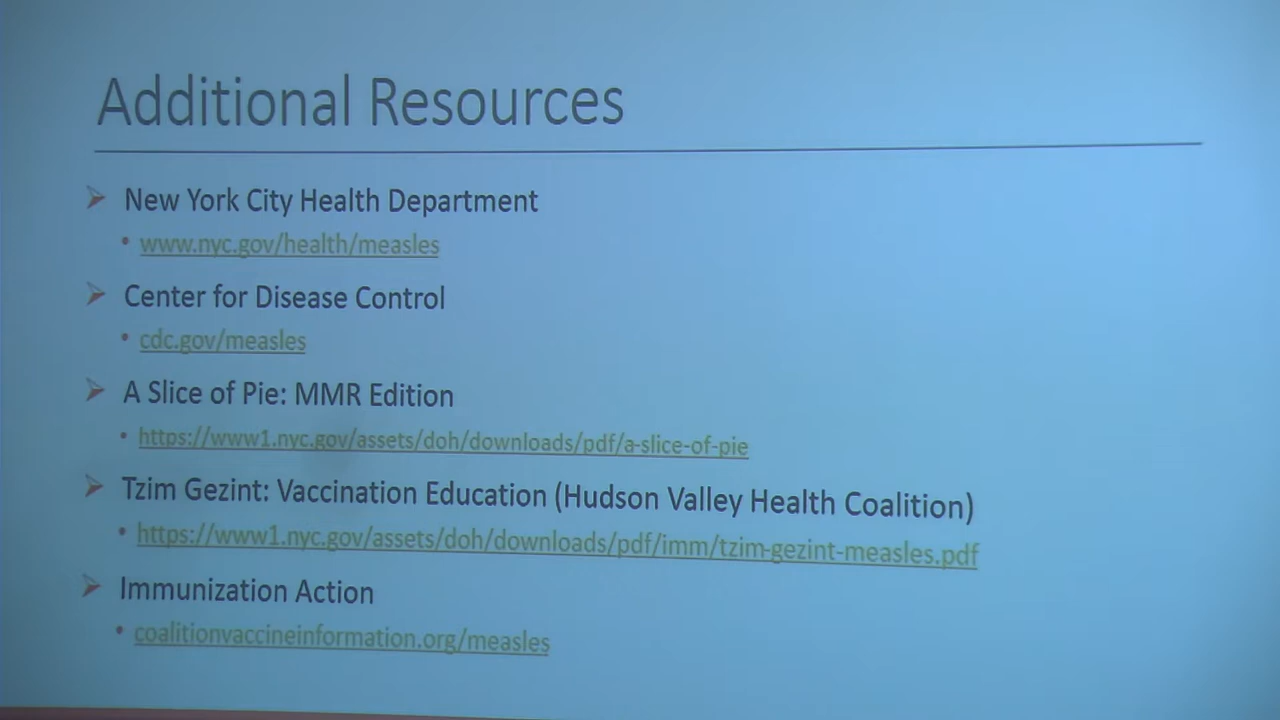 Additional Resources
New York City Health Department
www.nyc.gov/health/measles
Center for Disease Control
cdc.gov/measles
A Slice of Pie: MMR Edition
https://www1.nyc.gov/assets/doh/downloads/pdf/a-slice-of-pie
Tzim Gezint: Vaccination Education (Hudson Valley Health Coalition)
https://www1.nyc.gov/assets/doh/downloads/pdf/imm/tzim-gezint-measles.pdf
Immunization Action
coalitionvaccineinformation.org/measles